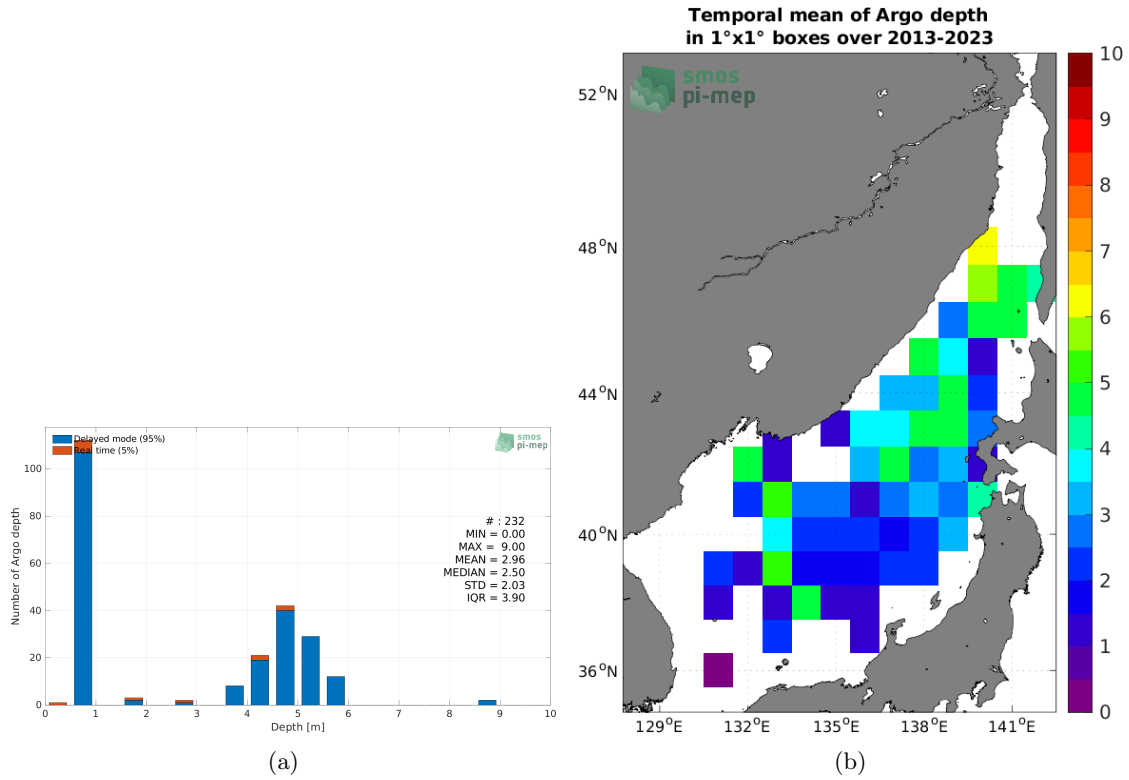 Temporal mean of Argo depth
in 1°x1° boxes over 2013-2023
smos
pi-mep
52°N
48°N
44°N
40°N
36°N
129°E
132°E
135°E
138°E
141°E
10
9
8
7
6
5
4
3
2
1
0
Delayed mode (95%)
Real time (5%)
smos
pi-mep
# : 232
MIN = 0.00
MAX = 9.00
MEAN = 2.96
MEDIAN = 2.50
STD = 2.03
IQR = 3.90
Number of Argo depth
100
80
60
40
20
0
0 1 2 3 4 5 6 7 8 9 10
Depth [m]
(a)
(b)